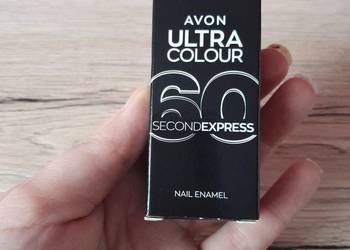 AVON
ULTRA
COLOUR
60
SECONDEXPRESS
NAIL ENAMEL